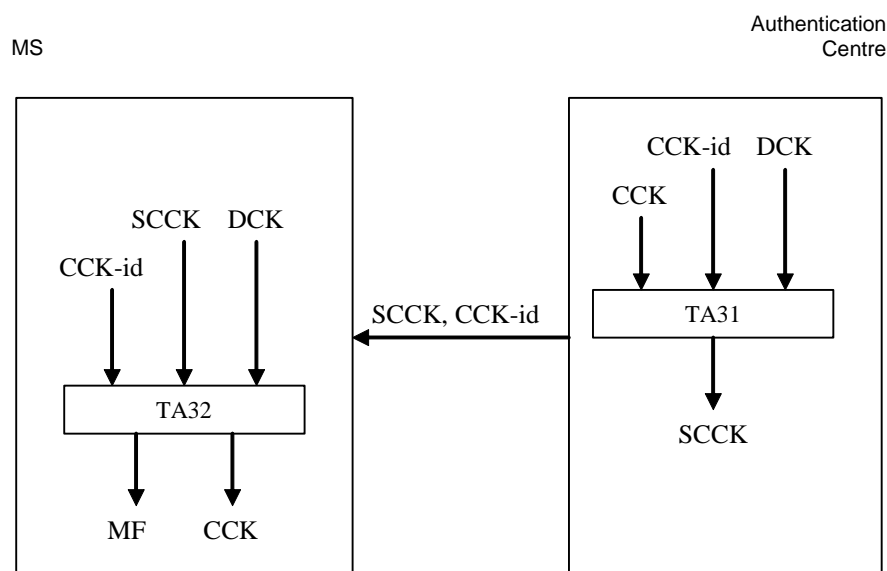 MS
Authentication
Centre
CCK-id DCK
CCK
SCCK DCK
CCK-id
SCCK, CCK-id
TA31
TA32
SCCK
MF CCK